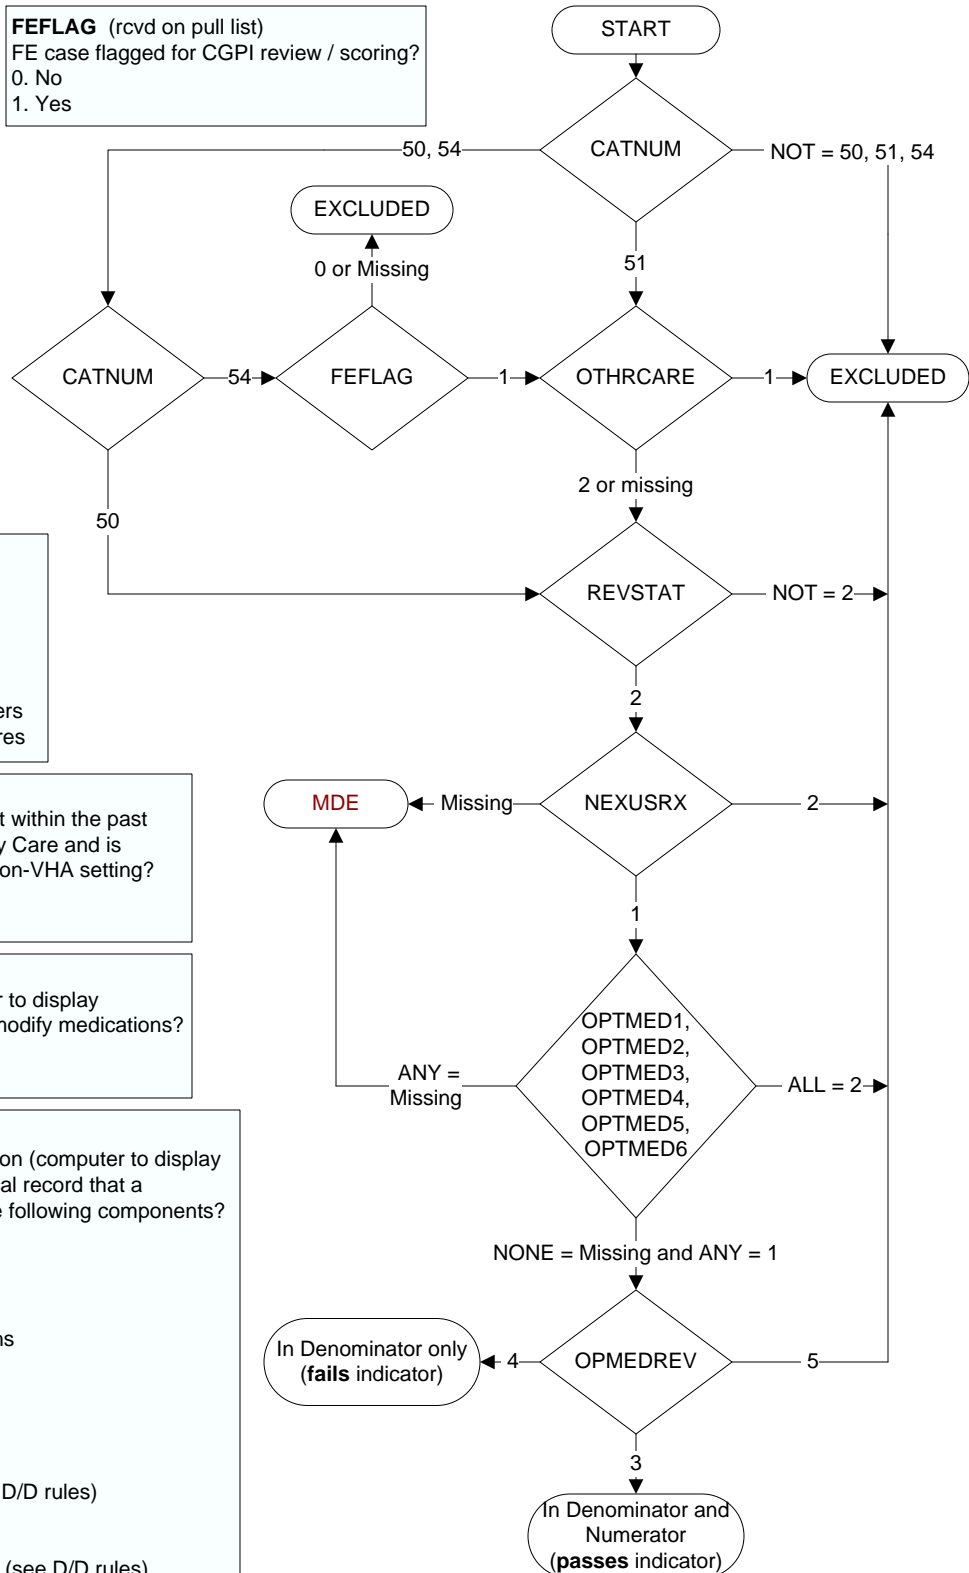 FEFLAG (rcvd on pull list)
FE case flagged for CGPI review / scoring?
0. No
1. Yes
START
CATNUM
50, 54
NOT = 50, 51, 54
EXCLUDED
0 or Missing
51
CATNUM
54
FEFLAG
1
OTHRCARE
1
EXCLUDED
2 or missing
50
REVSTAT
NOT = 2
ers
res
2
MDE
Missing
NEXUSRX
2
t within the past
y Care and is
on-VHA setting?
1
r to display
modify medications?
OPTMED1,
OPTMED2,
OPTMED3,
OPTMED4,
OPTMED5,
OPTMED6
ANY =
Missing
ALL = 2
on (computer to display
al record that a
e following components?
NONE = Missing and ANY = 1
ns
In Denominator only
(fails indicator)
4
OPMEDREV
5
3
D/D rules)
In Denominator and
Numerator
(passes indicator)
(see D/D rules)